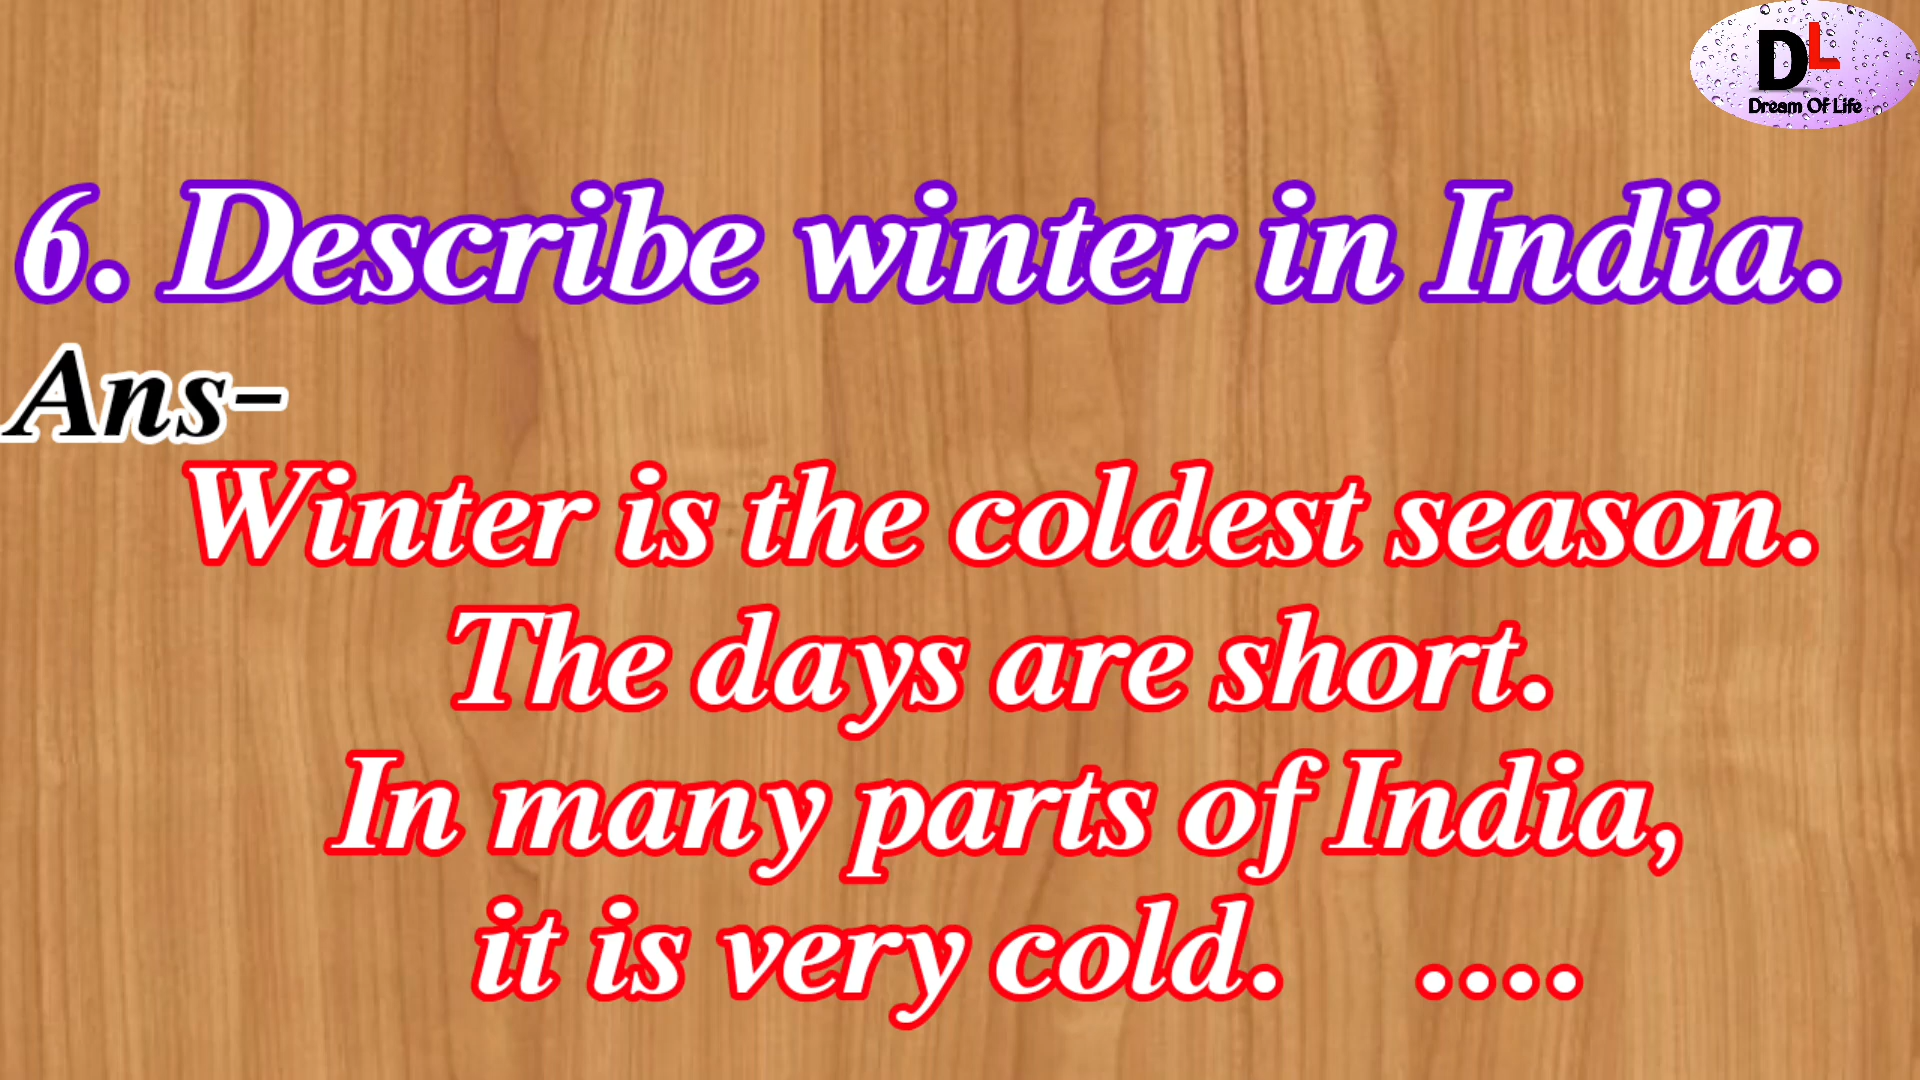 DL
Dream Of Life
6. Describe winter in India.
Ans-
Winter is the coldest season.
The days are short.
In many parts of India,
it is very cold. ....